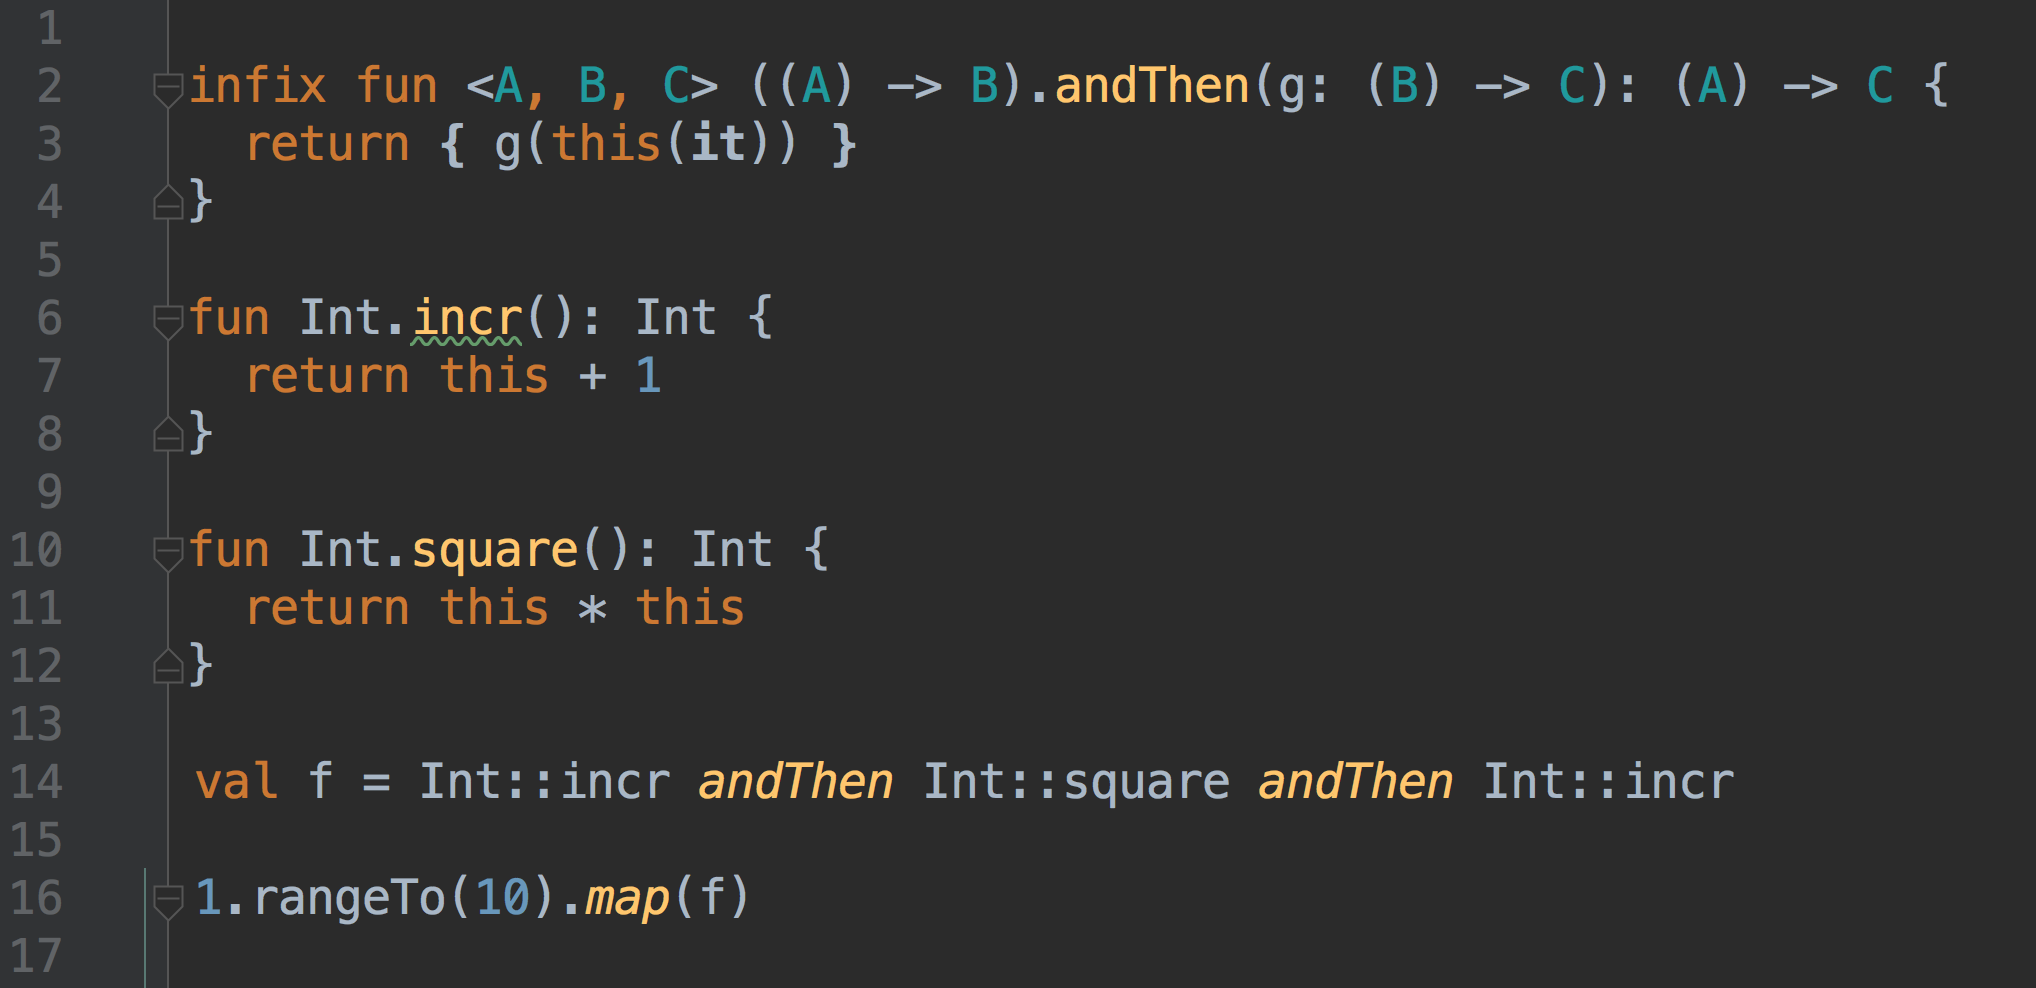 1
2 infix fun <A, B, C> ((A) -> B).andThen(g: (B) -> C): (A) -> C {
3   return { g(this(it)) }
4 }
5
6 fun Int.incr(): Int {
7   return this + 1
8 }
9
10 fun Int.square(): Int {
11   return this * this
12 }
13
14 val f = Int::incr andThen Int::square andThen Int::incr
15
16 1.rangeTo(10).map(f)
17